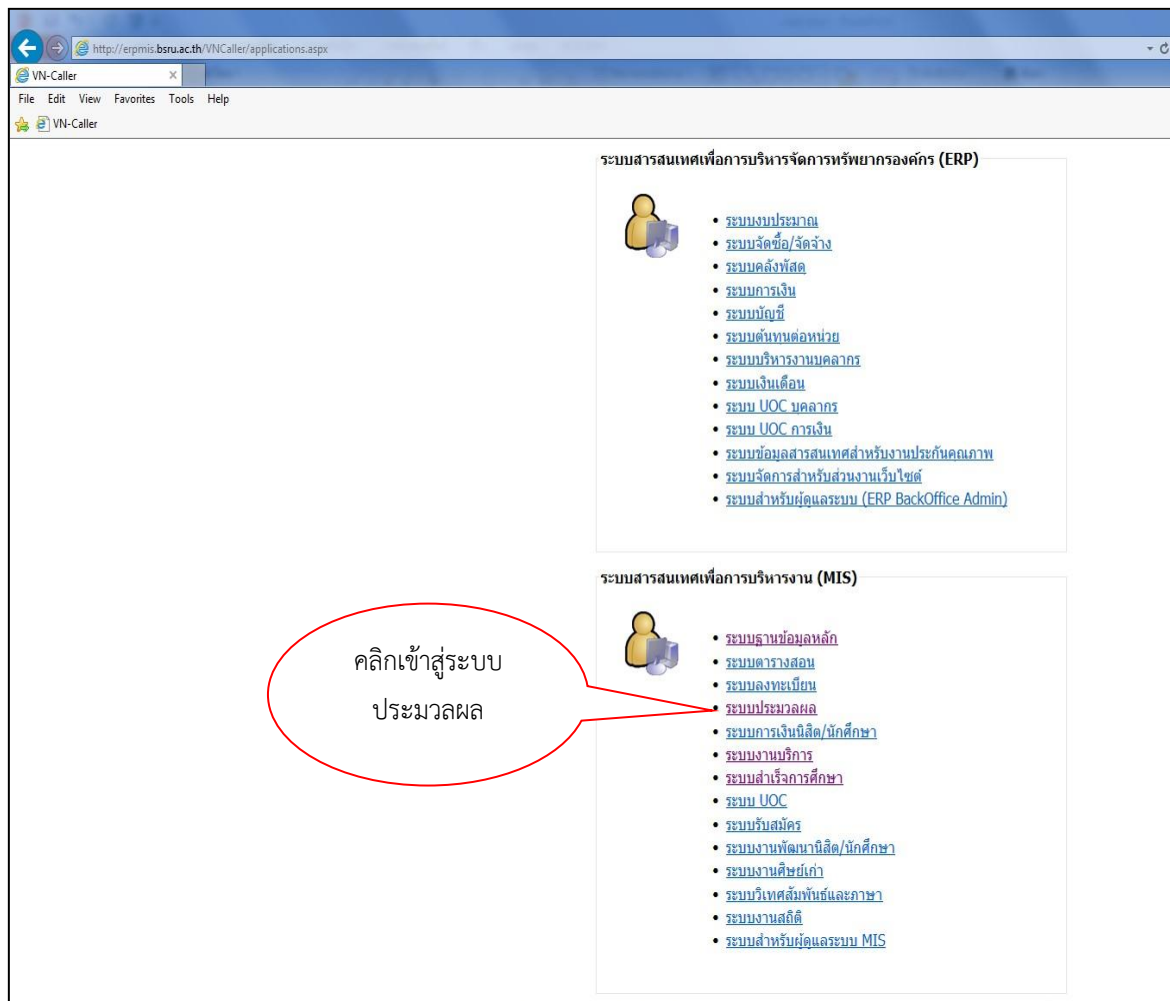 http://erpmis.bsru.ac.th/VNCaller/applications.aspx
VN-Caller
File Edit View Favorites Tools Help
VN-Caller
ระบบสารสนเทศเพื่อการบริหารจัดการทรัพยากรองค์กร (ERP)
ระบบงบประมาณ
ระบบจัดซื้อ/จัดจ้าง
ระบบคลังพัสดุ
ระบบการเงิน
ระบบบัญชี
ระบบต้นทุนต่อหน่วย
ระบบบริหารงานบุคลากร
ระบบเงินเดือน
ระบบ UOC บุคลากร
ระบบ UOC การเงิน
ระบบข้อมูลสารสนเทศสำหรับงานประกันคุณภาพ
ระบบจัดการสำหรับส่วนงานเว็บไซต์
ระบบสำหรับผู้ดูแลระบบ (ERP BackOffice Admin)
ระบบสารสนเทศเพื่อการบริหารงาน (MIS)
คลิกเข้าสู่ระบบ
ประมวลผล
ระบบฐานข้อมูลหลัก
ระบบตารางสอน
ระบบลงทะเบียน
ระบบประมวลผล
ระบบการเงินนิสิต/นักศึกษา
ระบบงานบริการ
ระบบสำเร็จการศึกษา
ระบบ UOC
ระบบรับสมัคร
ระบบงานพัฒนานิสิต/นักศึกษา
ระบบงานศิษย์เก่า
ระบบวิเทศสัมพันธ์และภาษา
ระบบงานสถิติ
ระบบสำหรับผู้ดูแลระบบ MIS